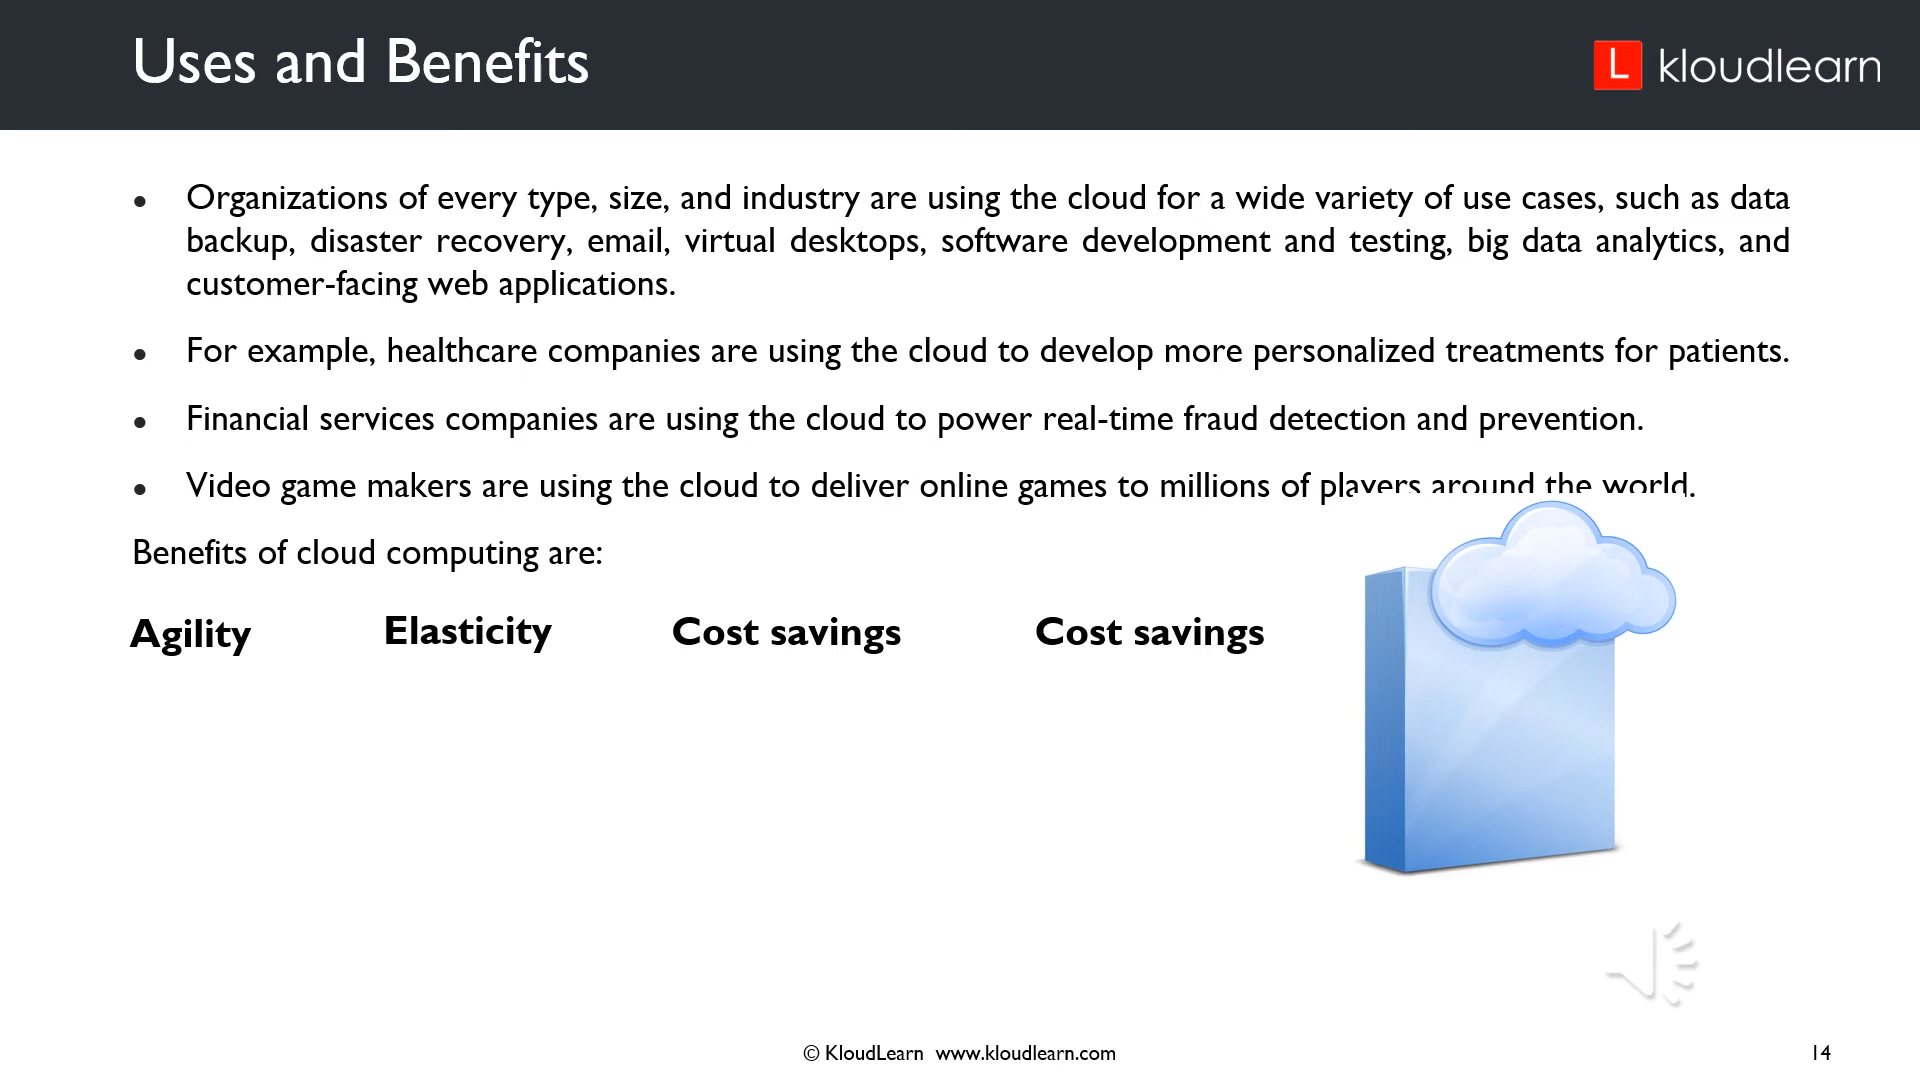 Uses and Benefits
L kloudlearn
• Organizations of every type, size, and industry are using the cloud for a wide variety of use cases, such as data
backup, disaster recovery, email, virtual desktops, software development and testing, big data analytics, and
customer-facing web applications.
• For example, healthcare companies are using the cloud to develop more personalized treatments for patients.
• Financial services companies are using the cloud to power real-time fraud detection and prevention.
• Video game makers are using the cloud to deliver online games to millions of players around the world.
Benefits of cloud computing are:
Agility Elasticity Cost savings Cost savings
© KloudLearn www.kloudlearn.com 14